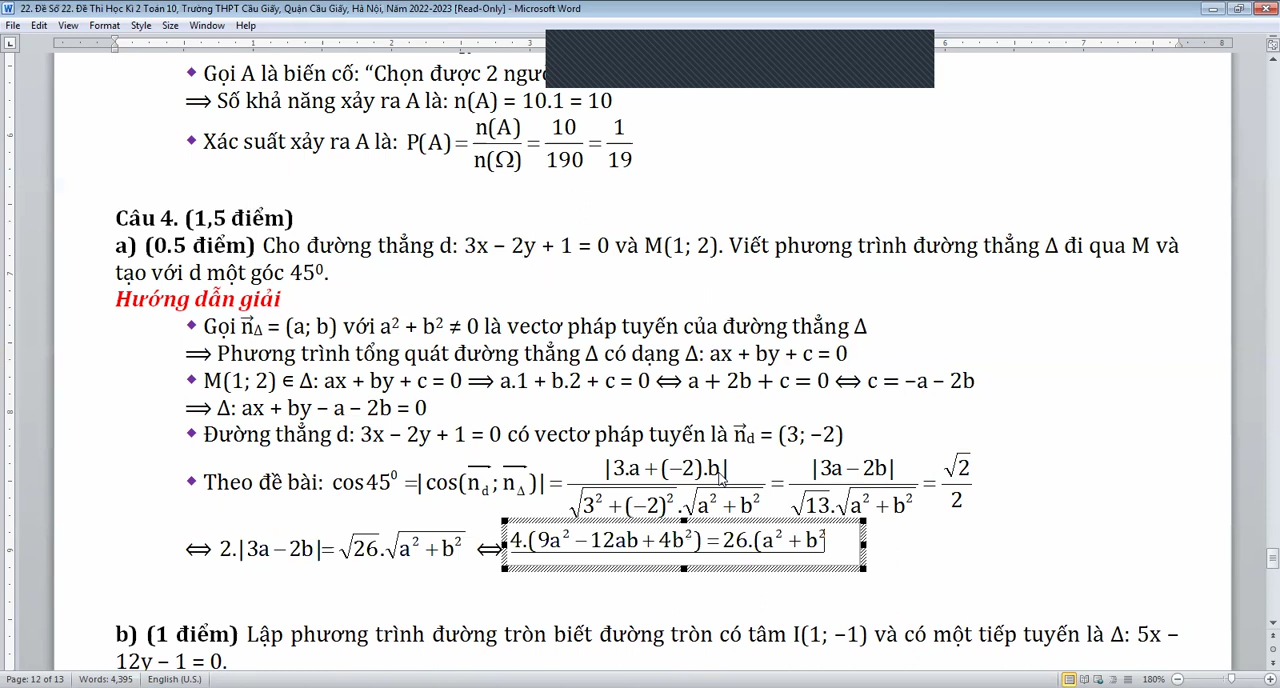 22. Đề Số 22. Đề Thi Học Kì 2 Toán 10, Trường THPT Cầu Giấy, Quận Cầu Giấy, Hà Nội, Năm 2022-2023 [Read-Only] - Microsoft Word
File Edit View Format Style Size Window Help
1 2 3 6 7 8
◆ Gọi A là biến cố: “Chọn được 2 ngườ
⟹ Số khả năng xảy ra A là: n(A) = 10.1 = 10
◆ Xác suất xảy ra A là: P(A) = n(A)/n(Ω) = 10/190 = 1/19
Câu 4. (1,5 điểm)
a) (0.5 điểm) Cho đường thẳng d: 3x − 2y + 1 = 0 và M(1; 2). Viết phương trình đường thẳng Δ đi qua M và
tạo với d một góc 45⁰.
Hướng dẫn giải
◆ Gọi n⃗Δ = (a; b) với a² + b² ≠ 0 là vectơ pháp tuyến của đường thẳng Δ
⟹ Phương trình tổng quát đường thẳng Δ có dạng Δ: ax + by + c = 0
◆ M(1; 2) ∈ Δ: ax + by + c = 0 ⟹ a.1 + b.2 + c = 0 ⟺ a + 2b + c = 0 ⟺ c = −a − 2b
⟹ Δ: ax + by − a − 2b = 0
◆ Đường thẳng d: 3x − 2y + 1 = 0 có vectơ pháp tuyến là n⃗d = (3; −2)
◆ Theo đề bài: cos45⁰ = |cos(n⃗d; n⃗Δ)| = |3.a + (−2).b|/(√(3² + (−2)²).√(a² + b²)) = |3a − 2b|/(√13.√(a² + b²)) = √2/2
⟺ 2.|3a − 2b| = √26.√(a² + b²) ⟺ 4.(9a² − 12ab + 4b²) = 26.(a² + b²
b) (1 điểm) Lập phương trình đường tròn biết đường tròn có tâm I(1; −1) và có một tiếp tuyến là Δ: 5x −
12y − 1 = 0.
Page: 12 of 13 Words: 4,395 English (U.S.) 180%